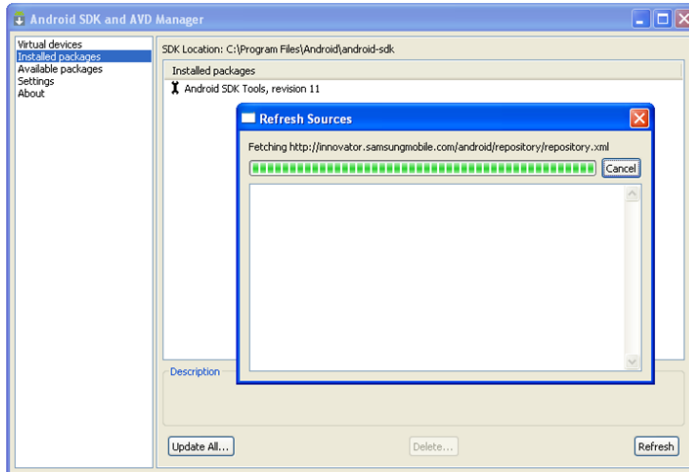 Android SDK and AVD Manager
Virtual devices
Installed packages
Available packages
Settings
About
SDK Location: C:\Program Files\Android\android-sdk
Installed packages
Android SDK Tools, revision 11
Refresh Sources
Fetching http://innovator.samsungmobile.com/android/repository/repository.xml
Cancel
Description
Update All...
Delete...
Refresh